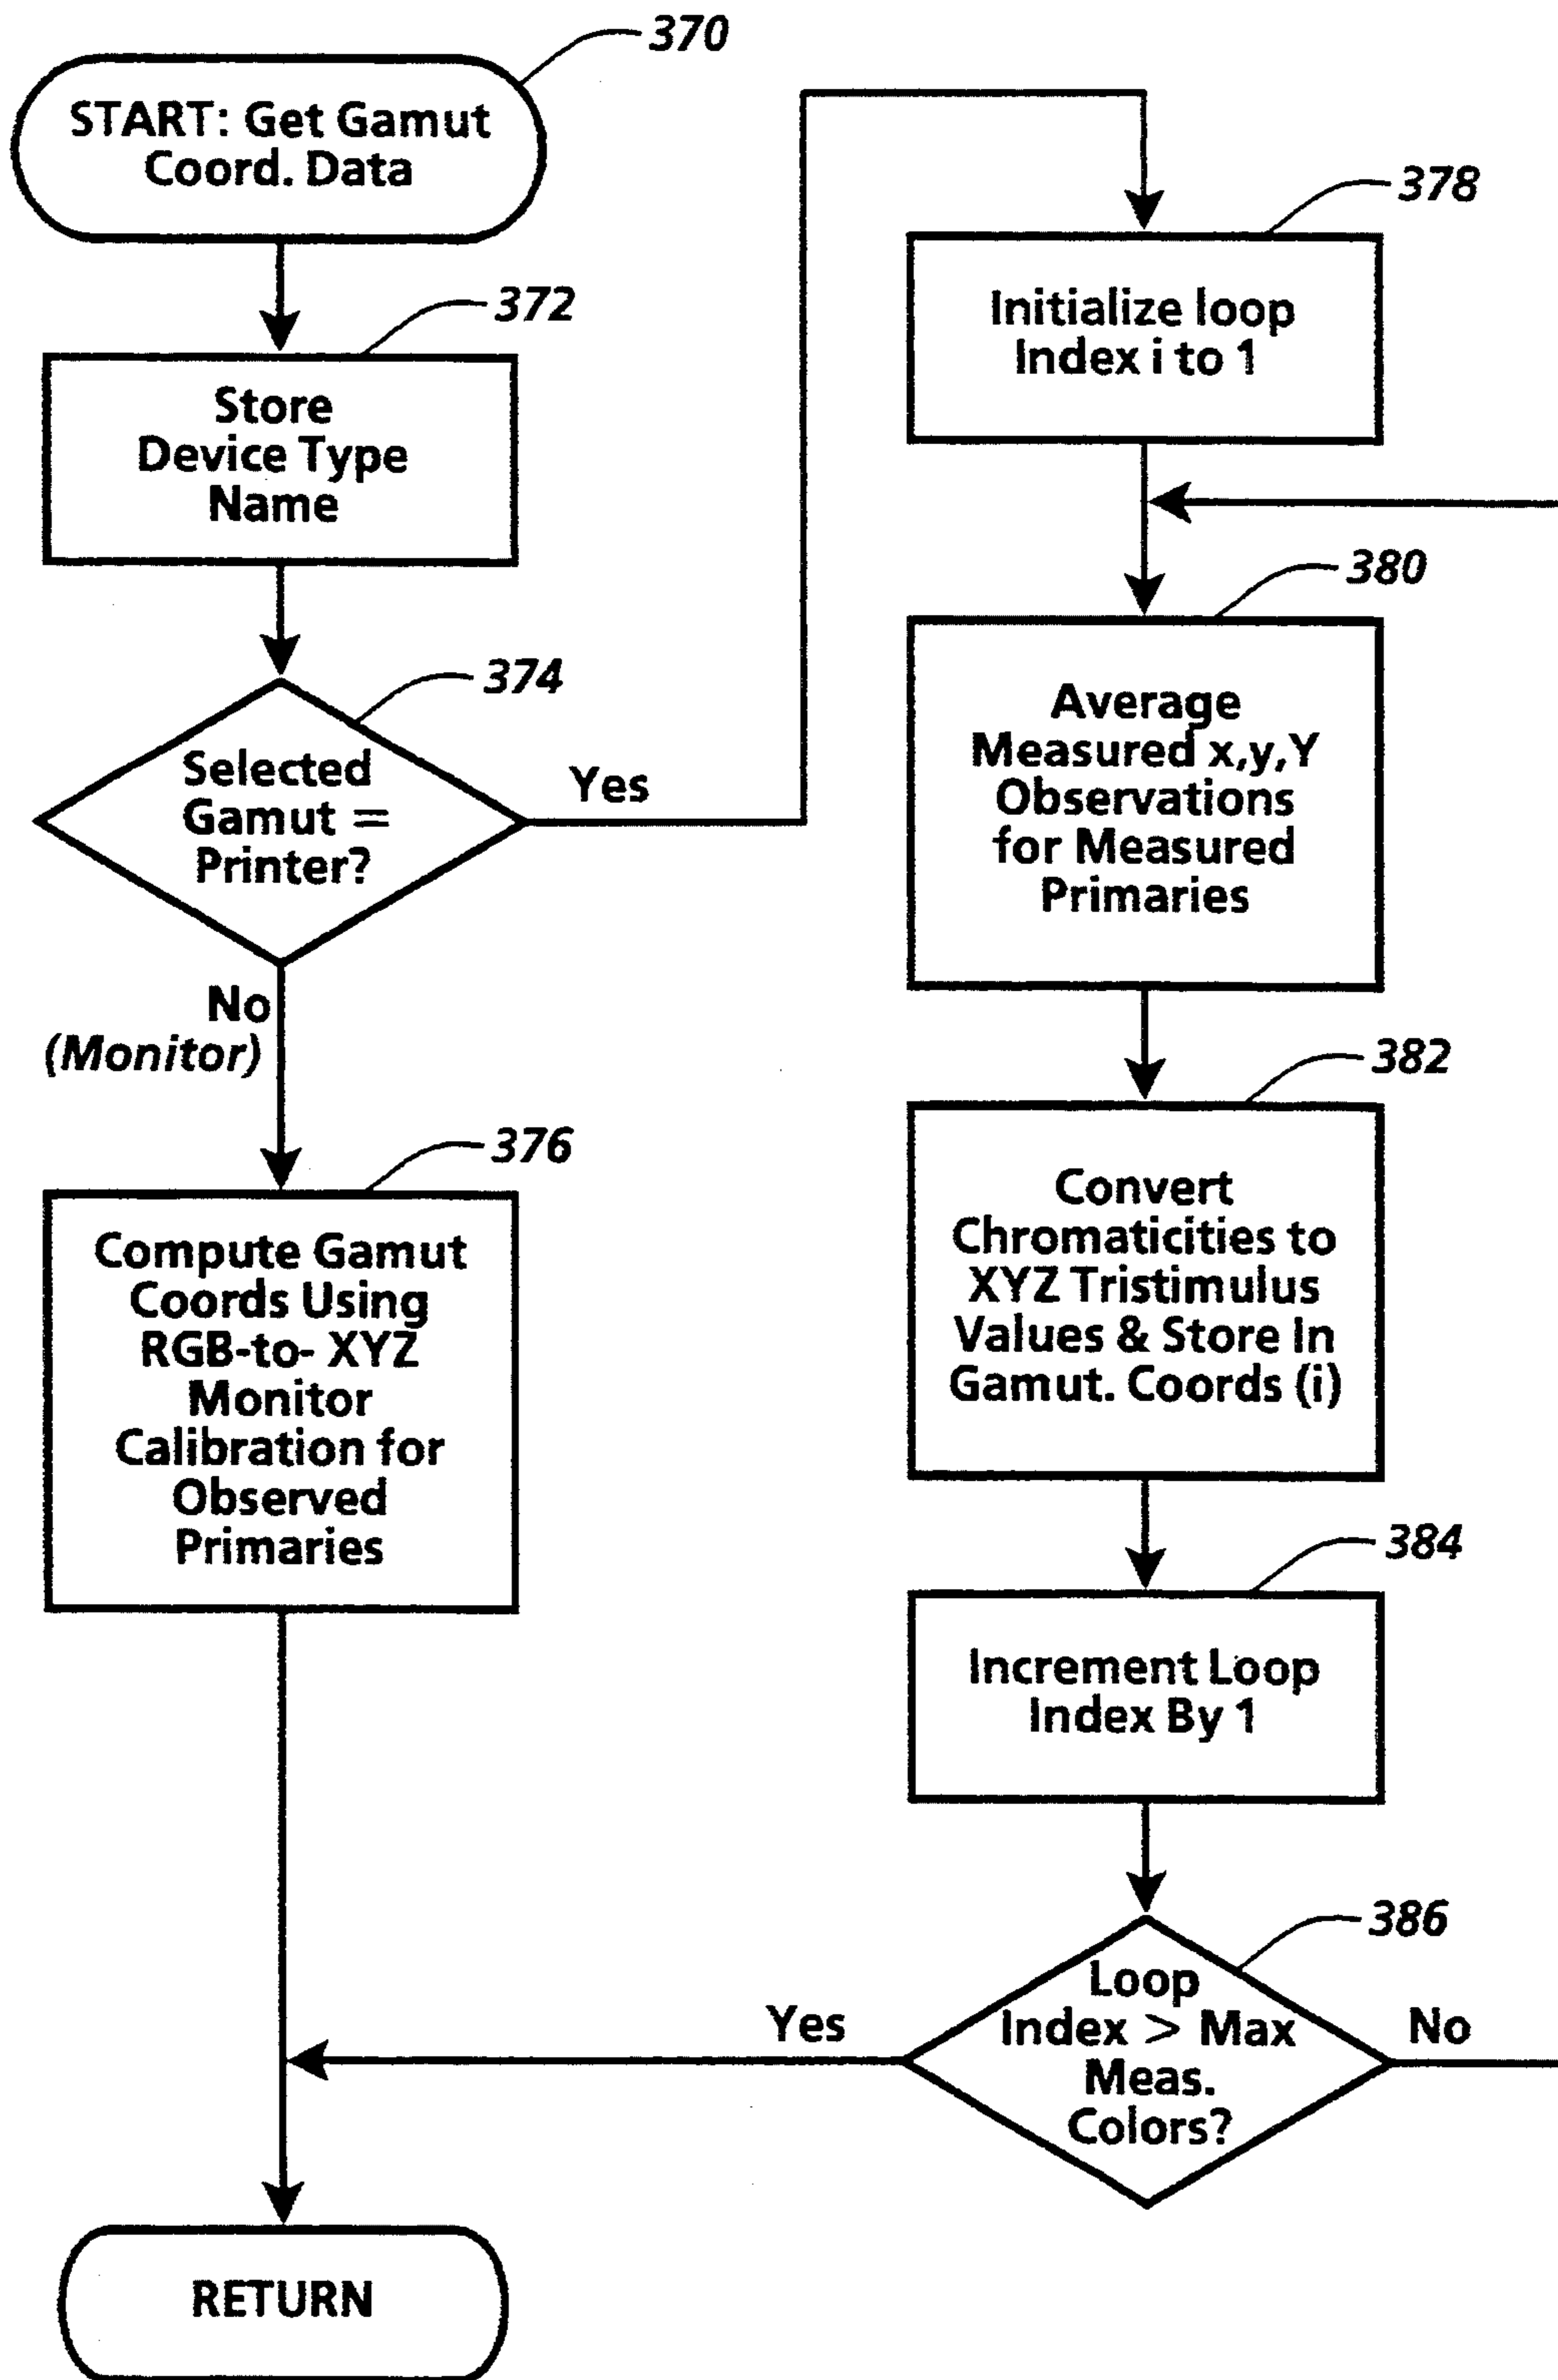 370
START: Get Gamut
Coord. Data
372
Store
Device Type
Name
374
Selected
Gamut =
Printer?
Yes
No
(Monitor)
376
Compute Gamut
Coords Using
RGB-to- XYZ
Monitor
Calibration for
Observed
Primaries
378
Initialize loop
Index i to 1
380
Average
Measured x,y,Y
Observations
for Measured
Primaries
382
Convert
Chromaticities to
XYZ Tristimulus
Values & Store In
Gamut. Coords (i)
384
Increment Loop
Index By 1
386
Loop
Index > Max
Meas.
Colors?
Yes
No
RETURN